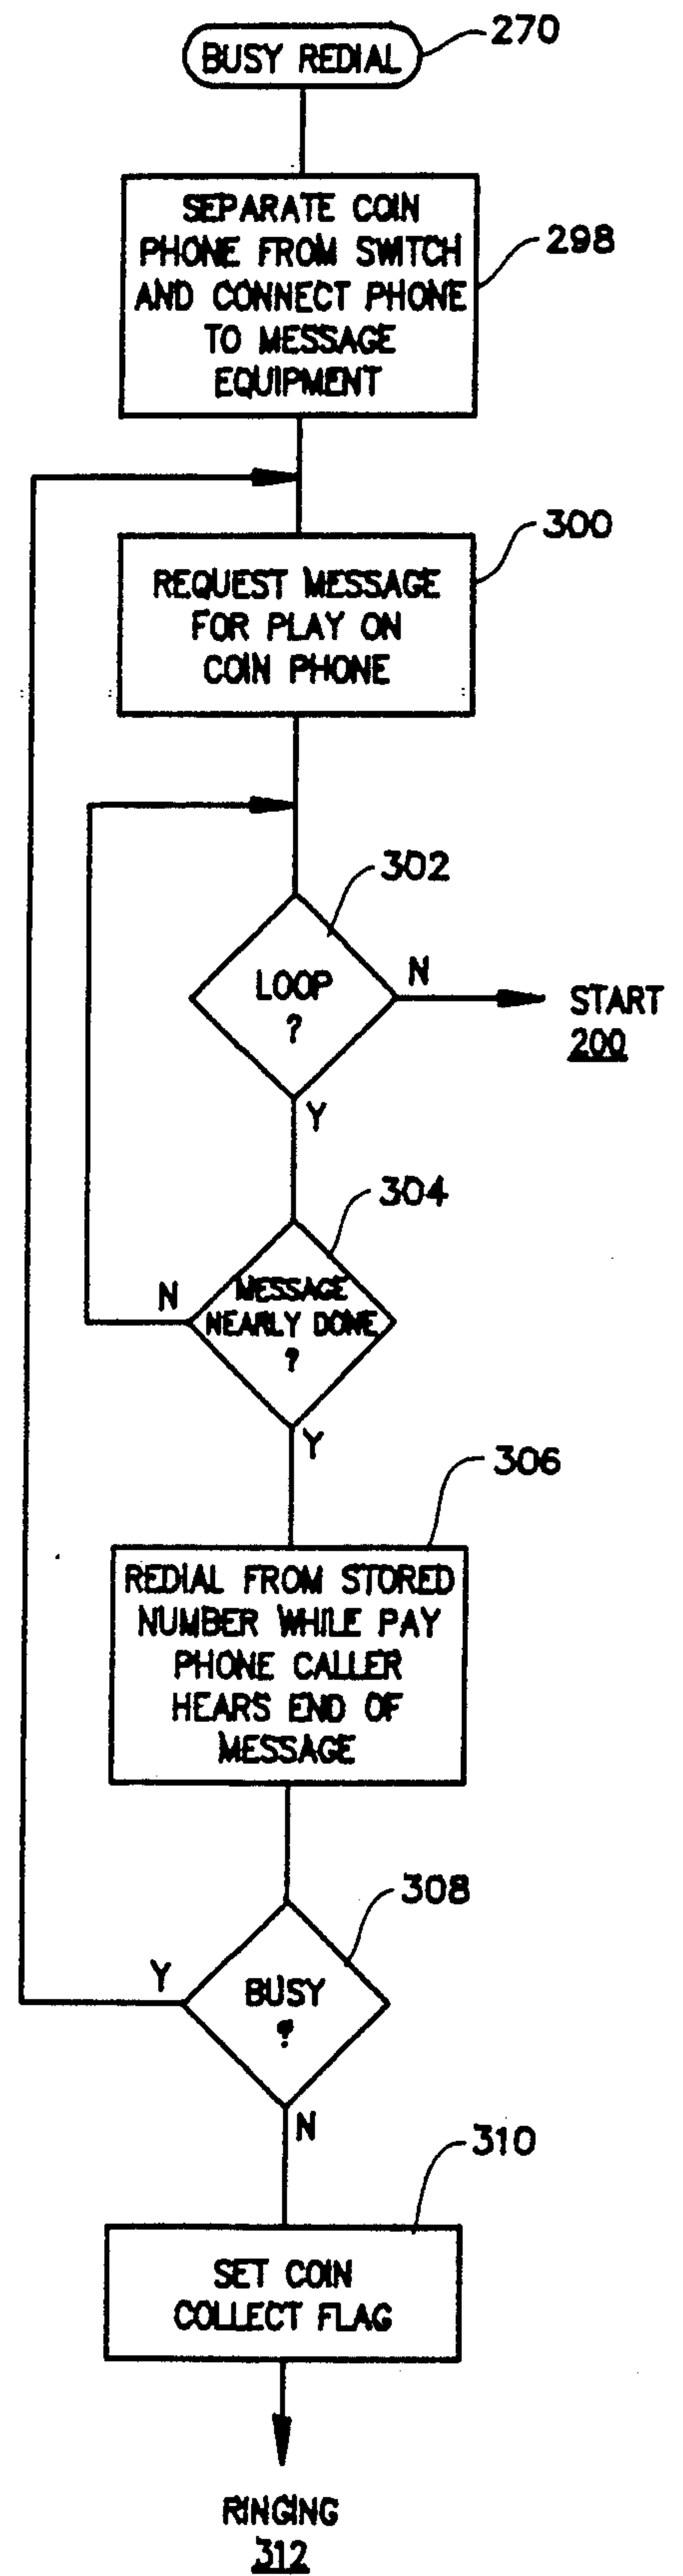 BUSY REDIAL
270
SEPARATE COIN
PHONE FROM SWITCH
AND CONNECT PHONE
TO MESSAGE
EQUIPMENT
298
REQUEST MESSAGE
FOR PLAY ON
COIN PHONE
300
LOOP
?
302
N
START
200
Y
MESSAGE
NEARLY DONE
?
304
N
Y
REDIAL FROM STORED
NUMBER WHILE PAY
PHONE CALLER
HEARS END OF
MESSAGE
306
BUSY
?
308
Y
N
SET COIN
COLLECT FLAG
310
RINGING
312